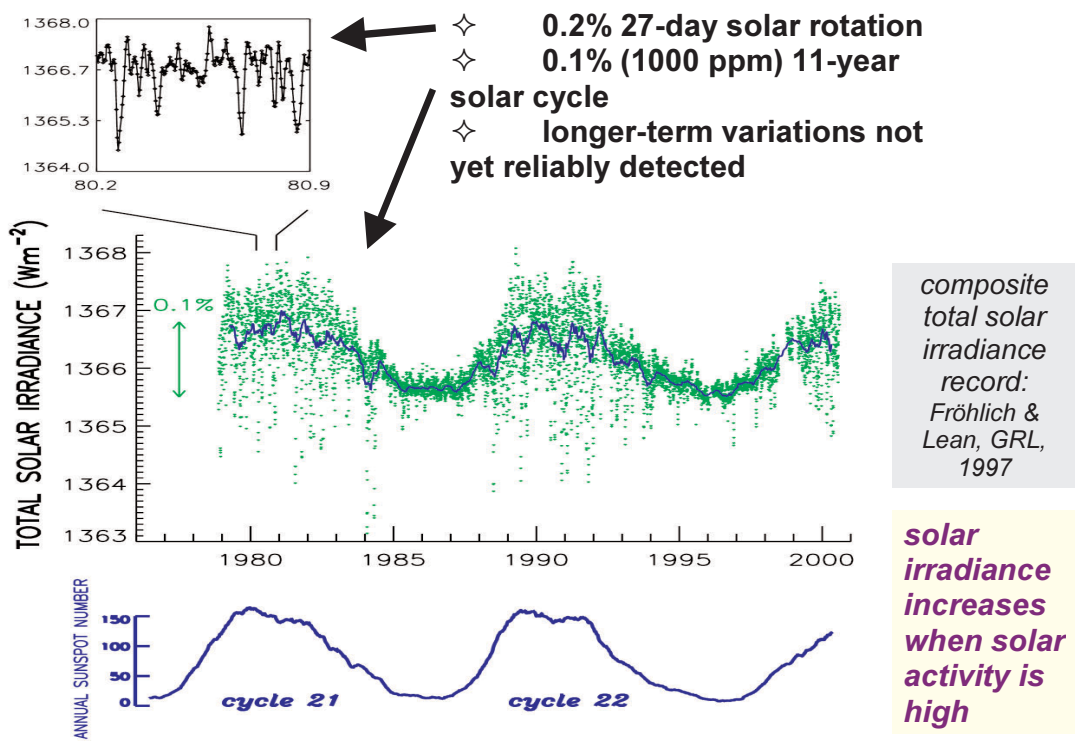 1368.0
1366.7
1365.3
1364.0
80.2 80.9
✧ 0.2% 27-day solar rotation
✧ 0.1% (1000 ppm) 11-year
solar cycle
✧ longer-term variations not
yet reliably detected
TOTAL SOLAR IRRADIANCE (Wm⁻²)
1368
1367
1366
1365
1364
1363
0.1%
1980 1985 1990 1995 2000
composite
total solar
irradiance
record:
Fröhlich &
Lean, GRL,
1997
ANNUAL SUNSPOT NUMBER
150
100
50
0
cycle 21 cycle 22
solar
irradiance
increases
when solar
activity is
high